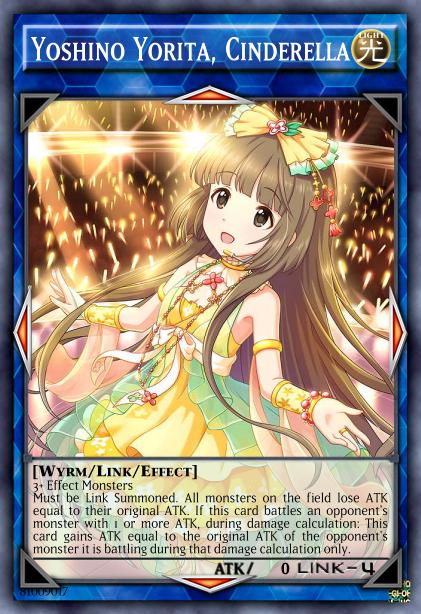 Yoshino Yorita, Cinderella
LIGHT
光
[Wyrm/Link/Effect]
3+ Effect Monsters
Must be Link Summoned. All monsters on the field lose ATK
equal to their original ATK. If this card battles an opponent's
monster with 1 or more ATK, during damage calculation: This
card gains ATK equal to the original ATK of the opponent's
monster it is battling during that damage calculation only.
ATK/ 0 LINK-4
81009017